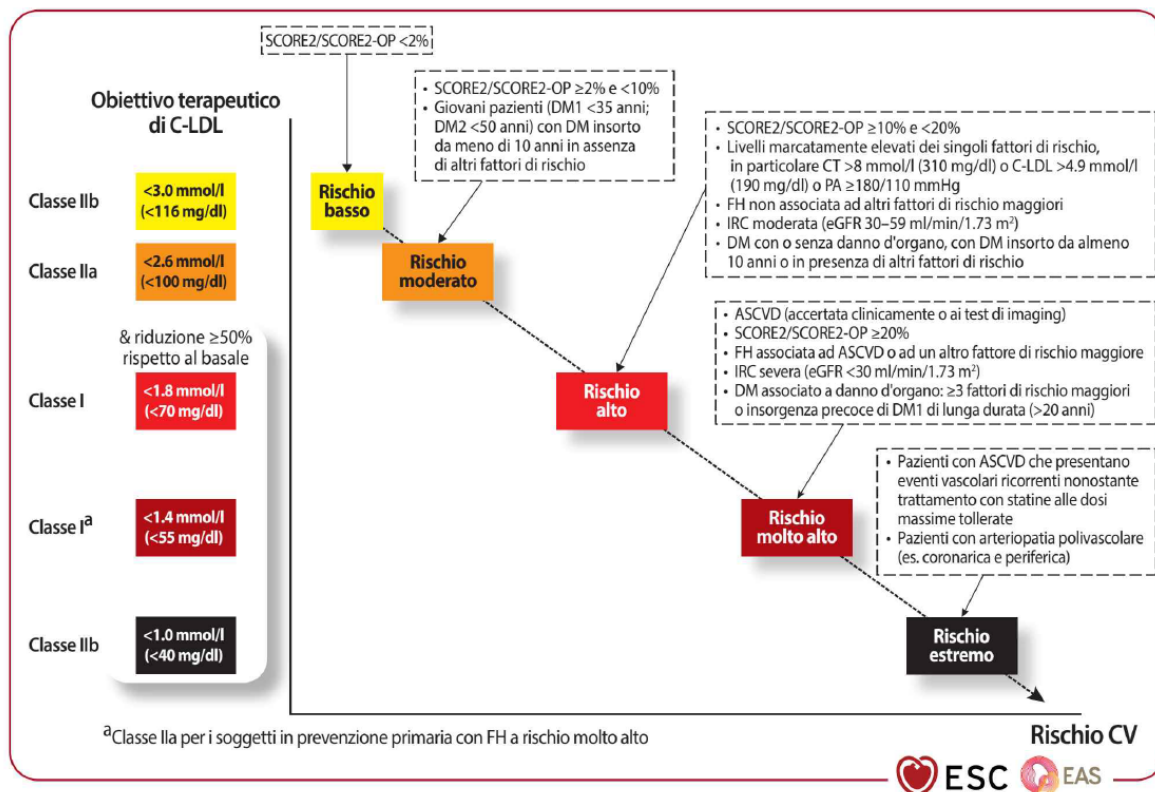 SCORE2/SCORE2-OP <2%
• SCORE2/SCORE2-OP ≥2% e <10%
• Giovani pazienti (DM1 <35 anni;
DM2 <50 anni) con DM insorto
da meno di 10 anni in assenza
di altri fattori di rischio
• SCORE2/SCORE2-OP ≥10% e <20%
• Livelli marcatamente elevati dei singoli fattori di rischio,
in particolare CT >8 mmol/l (310 mg/dl) o C-LDL >4.9 mmol/l
(190 mg/dl) o PA ≥180/110 mmHg
• FH non associata ad altri fattori di rischio maggiori
• IRC moderata (eGFR 30–59 ml/min/1.73 m²)
• DM con o senza danno d'organo, con DM insorto da almeno
10 anni o in presenza di altri fattori di rischio
• ASCVD (accertata clinicamente o ai test di imaging)
• SCORE2/SCORE2-OP ≥20%
• FH associata ad ASCVD o ad un altro fattore di rischio maggiore
• IRC severa (eGFR <30 ml/min/1.73 m²)
• DM associato a danno d'organo: ≥3 fattori di rischio maggiori
o insorgenza precoce di DM1 di lunga durata (>20 anni)
• Pazienti con ASCVD che presentano
eventi vascolari ricorrenti nonostante
trattamento con statine alle dosi
massime tollerate
• Pazienti con arteriopatia polivascolare
(es. coronarica e periferica)
Obiettivo terapeutico
di C-LDL
Classe IIb
<3.0 mmol/l
(<116 mg/dl)
Rischio
basso
Classe IIa
<2.6 mmol/l
(<100 mg/dl)
Rischio
moderato
& riduzione ≥50%
rispetto al basale
Classe I
<1.8 mmol/l
(<70 mg/dl)
Rischio
alto
Classe Iª
<1.4 mmol/l
(<55 mg/dl)
Rischio
molto alto
Classe IIb
<1.0 mmol/l
(<40 mg/dl)
Rischio
estremo
ªClasse IIa per i soggetti in prevenzione primaria con FH a rischio molto alto
Rischio CV
ESC
EAS